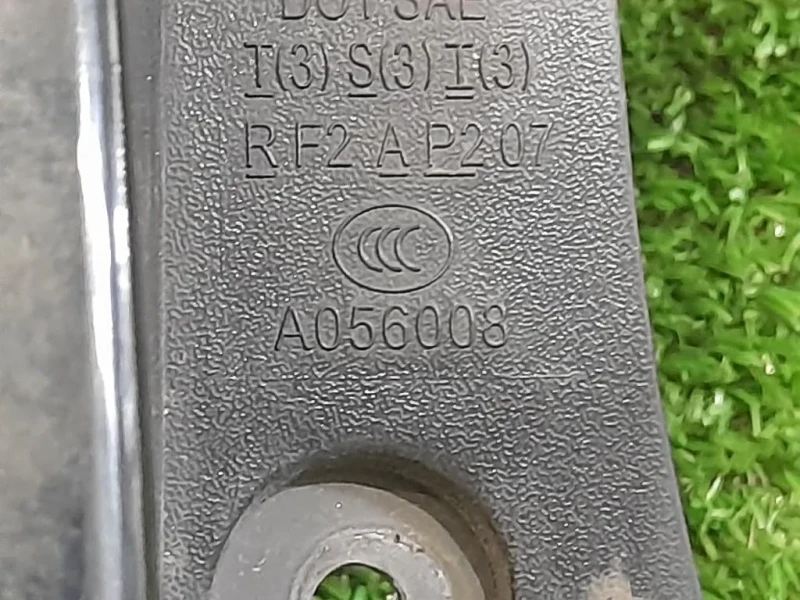 DOT SAE
T(3) S(3) T(3)
R F2 A P2 07
CCC
A056008